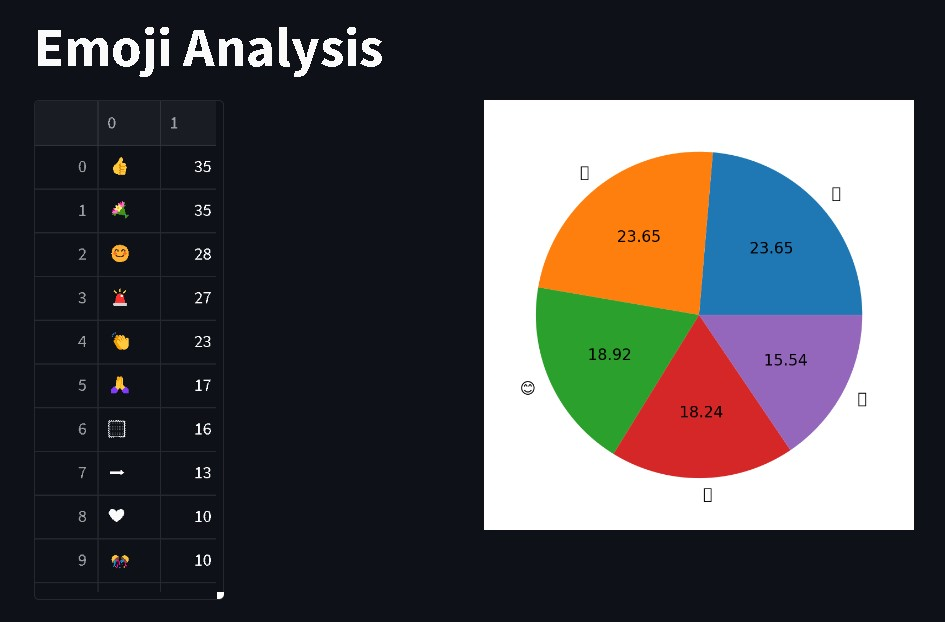 Emoji Analysis
0 1
0 👍 35
1 💐 35
2 😊 28
3 🚨 27
4 👏 23
5 🙏 17
6 16
7 ➡ 13
8 ❤ 10
9 🎊 10
23.65
23.65
18.92
😊
15.54
18.24